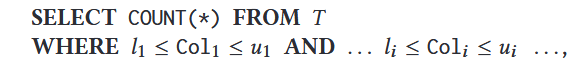 SELECT COUNT(*) FROM T
WHERE l₁ ≤ Col₁ ≤ u₁ AND ... lᵢ ≤ Colᵢ ≤ uᵢ ...,